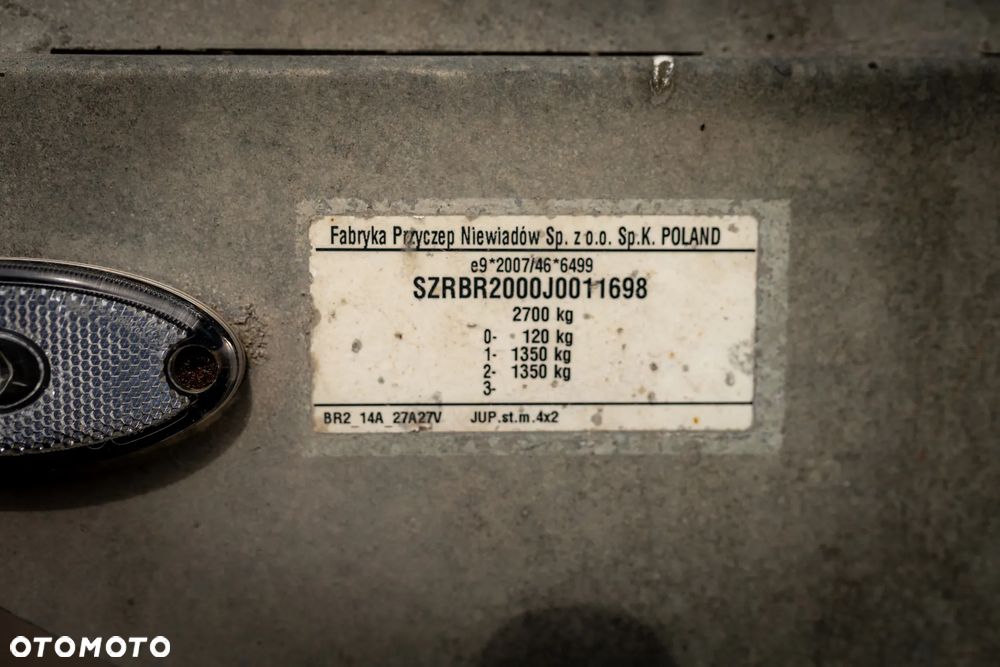 Fabryka Przyczep Niewiadów Sp. z o.o. Sp.K. POLAND
e9*2007/46*6499
SZRBR2000J0011698
2700 kg
0- 120 kg
1- 1350 kg
2- 1350 kg
3-
BR2_14A_27A27V JUP.st.m.4x2
OTOMOTO